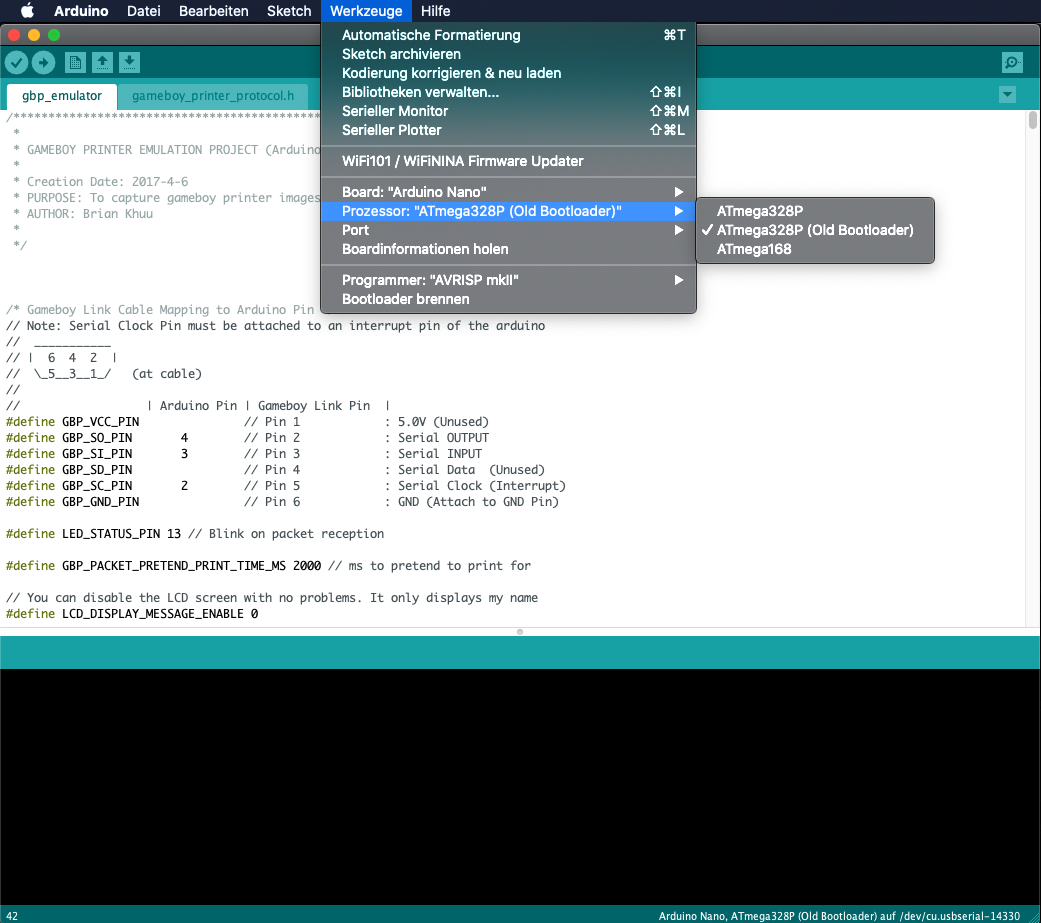 Arduino Datei Bearbeiten Sketch Werkzeuge Hilfe
Automatische Formatierung ⌘T
Sketch archivieren
Kodierung korrigieren & neu laden
Bibliotheken verwalten... ⇧⌘I
Serieller Monitor ⇧⌘M
Serieller Plotter ⇧⌘L
WiFi101 / WiFiNINA Firmware Updater
Board: "Arduino Nano" ▶
Prozessor: "ATmega328P (Old Bootloader)" ▶
Port ▶
Boardinformationen holen
Programmer: "AVRISP mkII" ▶
Bootloader brennen
ATmega328P
✓ ATmega328P (Old Bootloader)
ATmega168
gbp_emulator gameboy_printer_protocol.h
/********************************************
*
* GAMEBOY PRINTER EMULATION PROJECT (Arduino
*
* Creation Date: 2017-4-6
* PURPOSE: To capture gameboy printer images
* AUTHOR: Brian Khuu
*
*/
/* Gameboy Link Cable Mapping to Arduino Pin
// Note: Serial Clock Pin must be attached to an interrupt pin of the arduino
//  ___________
// |  6  4  2  |
//  \_5__3__1_/   (at cable)
//
//                  | Arduino Pin | Gameboy Link Pin  |
#define GBP_VCC_PIN               // Pin 1            : 5.0V (Unused)
#define GBP_SO_PIN       4        // Pin 2            : Serial OUTPUT
#define GBP_SI_PIN       3        // Pin 3            : Serial INPUT
#define GBP_SD_PIN                // Pin 4            : Serial Data  (Unused)
#define GBP_SC_PIN       2        // Pin 5            : Serial Clock (Interrupt)
#define GBP_GND_PIN               // Pin 6            : GND (Attach to GND Pin)
#define LED_STATUS_PIN 13 // Blink on packet reception
#define GBP_PACKET_PRETEND_PRINT_TIME_MS 2000 // ms to pretend to print for
// You can disable the LCD screen with no problems. It only displays my name
#define LCD_DISPLAY_MESSAGE_ENABLE 0
42 Arduino Nano, ATmega328P (Old Bootloader) auf /dev/cu.usbserial-14330